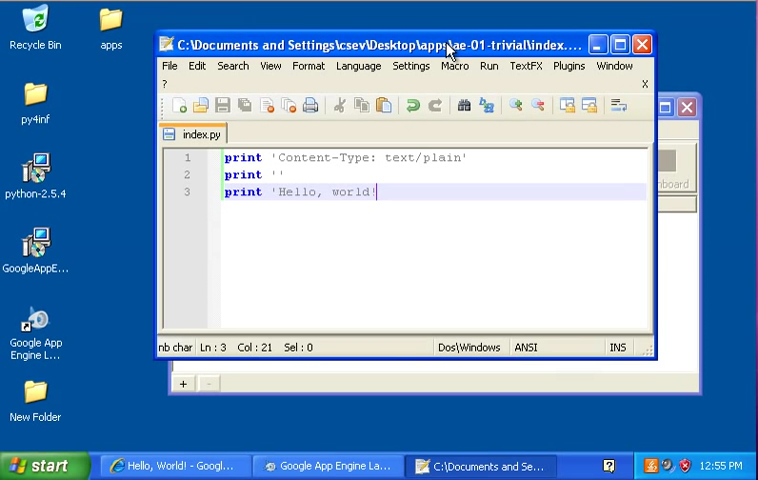 Recycle Bin
apps
py4inf
python-2.5.4
GoogleAppE...
Google App
Engine L...
New Folder
C:\Documents and Settings\csev\Desktop\apps\ae-01-trivial\index....
File Edit Search View Format Language Settings Macro Run TextFX Plugins Window
? X
index.py
1 print 'Content-Type: text/plain'
2 print ''
3 print 'Hello, world!
nb char Ln : 3 Col : 21 Sel : 0 Dos\Windows ANSI INS
+ -
start Hello, World! - Googl... Google App Engine La... C:\Documents and Se... 12:55 PM